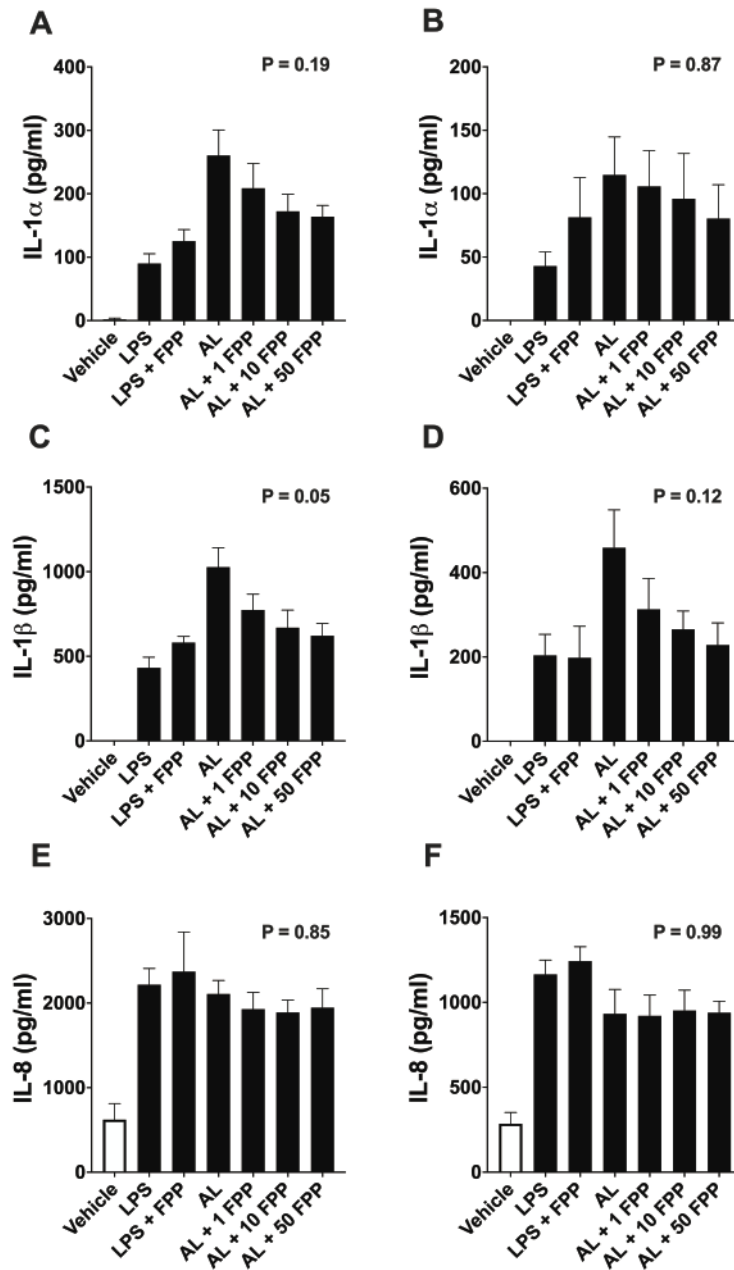 A
P = 0.19
IL-1α (pg/ml)
400
300
200
100
0
Vehicle
LPS
LPS + FPP
AL
AL + 1 FPP
AL + 10 FPP
AL + 50 FPP
B
P = 0.87
IL-1α (pg/ml)
200
150
100
50
0
Vehicle
LPS
LPS + FPP
AL
AL + 1 FPP
AL + 10 FPP
AL + 50 FPP
C
P = 0.05
IL-1β (pg/ml)
1500
1000
500
0
Vehicle
LPS
LPS + FPP
AL
AL + 1 FPP
AL + 10 FPP
AL + 50 FPP
D
P = 0.12
IL-1β (pg/ml)
600
400
200
0
Vehicle
LPS
LPS + FPP
AL
AL + 1 FPP
AL + 10 FPP
AL + 50 FPP
E
P = 0.85
IL-8 (pg/ml)
3000
2000
1000
0
Vehicle
LPS
LPS + FPP
AL
AL + 1 FPP
AL + 10 FPP
AL + 50 FPP
F
P = 0.99
IL-8 (pg/ml)
1500
1000
500
0
Vehicle
LPS
LPS + FPP
AL
AL + 1 FPP
AL + 10 FPP
AL + 50 FPP